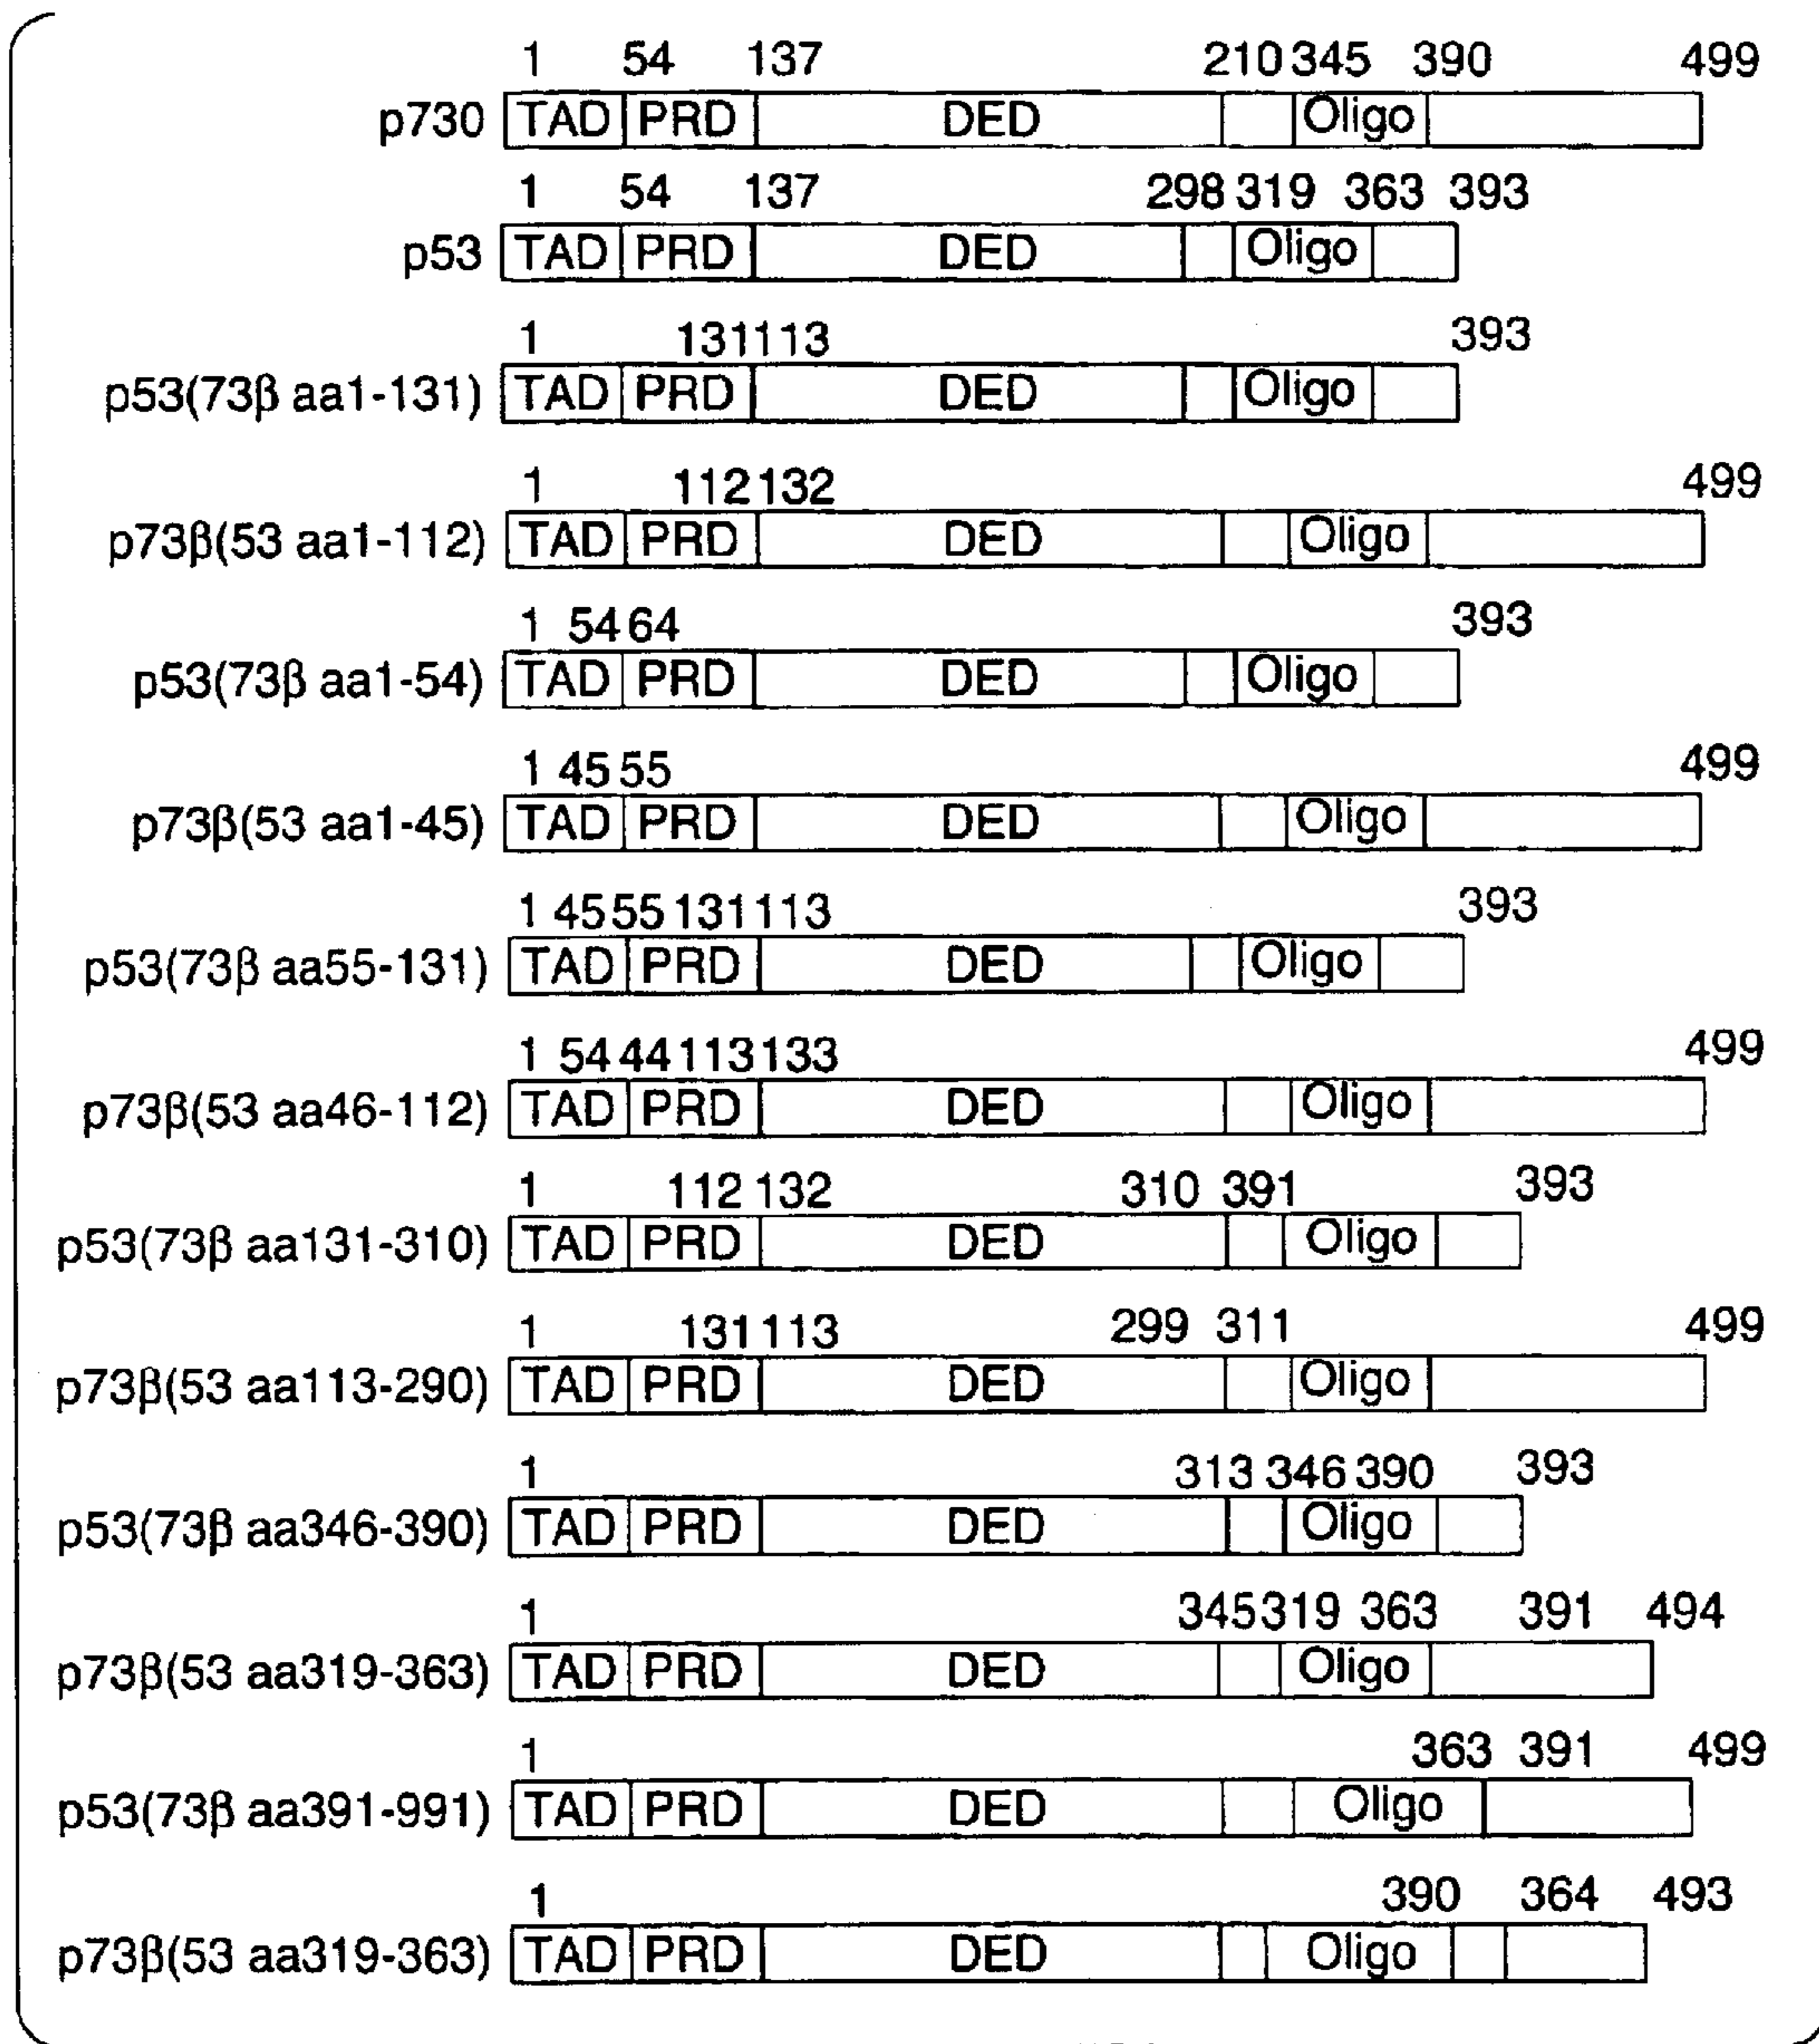 1 54 137 210 345 390 499
p730 TAD PRD DED Oligo
1 54 137 298 319 363 393
p53 TAD PRD DED Oligo
1 131 113 393
p53(73β aa1-131) TAD PRD DED Oligo
1 112 132 499
p73β(53 aa1-112) TAD PRD DED Oligo
1 54 64 393
p53(73β aa1-54) TAD PRD DED Oligo
1 45 55 499
p73β(53 aa1-45) TAD PRD DED Oligo
1 45 55 131 113 393
p53(73β aa55-131) TAD PRD DED Oligo
1 54 44 113 133 499
p73β(53 aa46-112) TAD PRD DED Oligo
1 112 132 310 391 393
p53(73β aa131-310) TAD PRD DED Oligo
1 131 113 299 311 499
p73β(53 aa113-290) TAD PRD DED Oligo
1 313 346 390 393
p53(73β aa346-390) TAD PRD DED Oligo
1 345 319 363 391 494
p73β(53 aa319-363) TAD PRD DED Oligo
1 363 391 499
p53(73β aa391-991) TAD PRD DED Oligo
1 390 364 493
p73β(53 aa319-363) TAD PRD DED Oligo